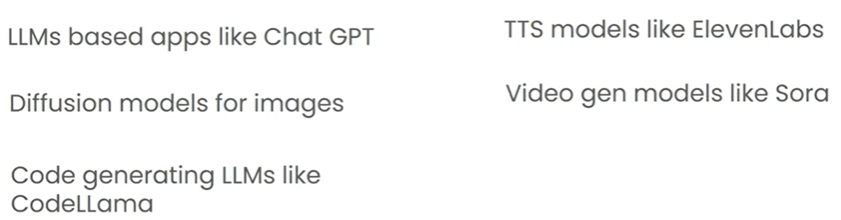 LLMs based apps like Chat GPT
Diffusion models for images
Code generating LLMs like
CodeLLama
TTS models like ElevenLabs
Video gen models like Sora